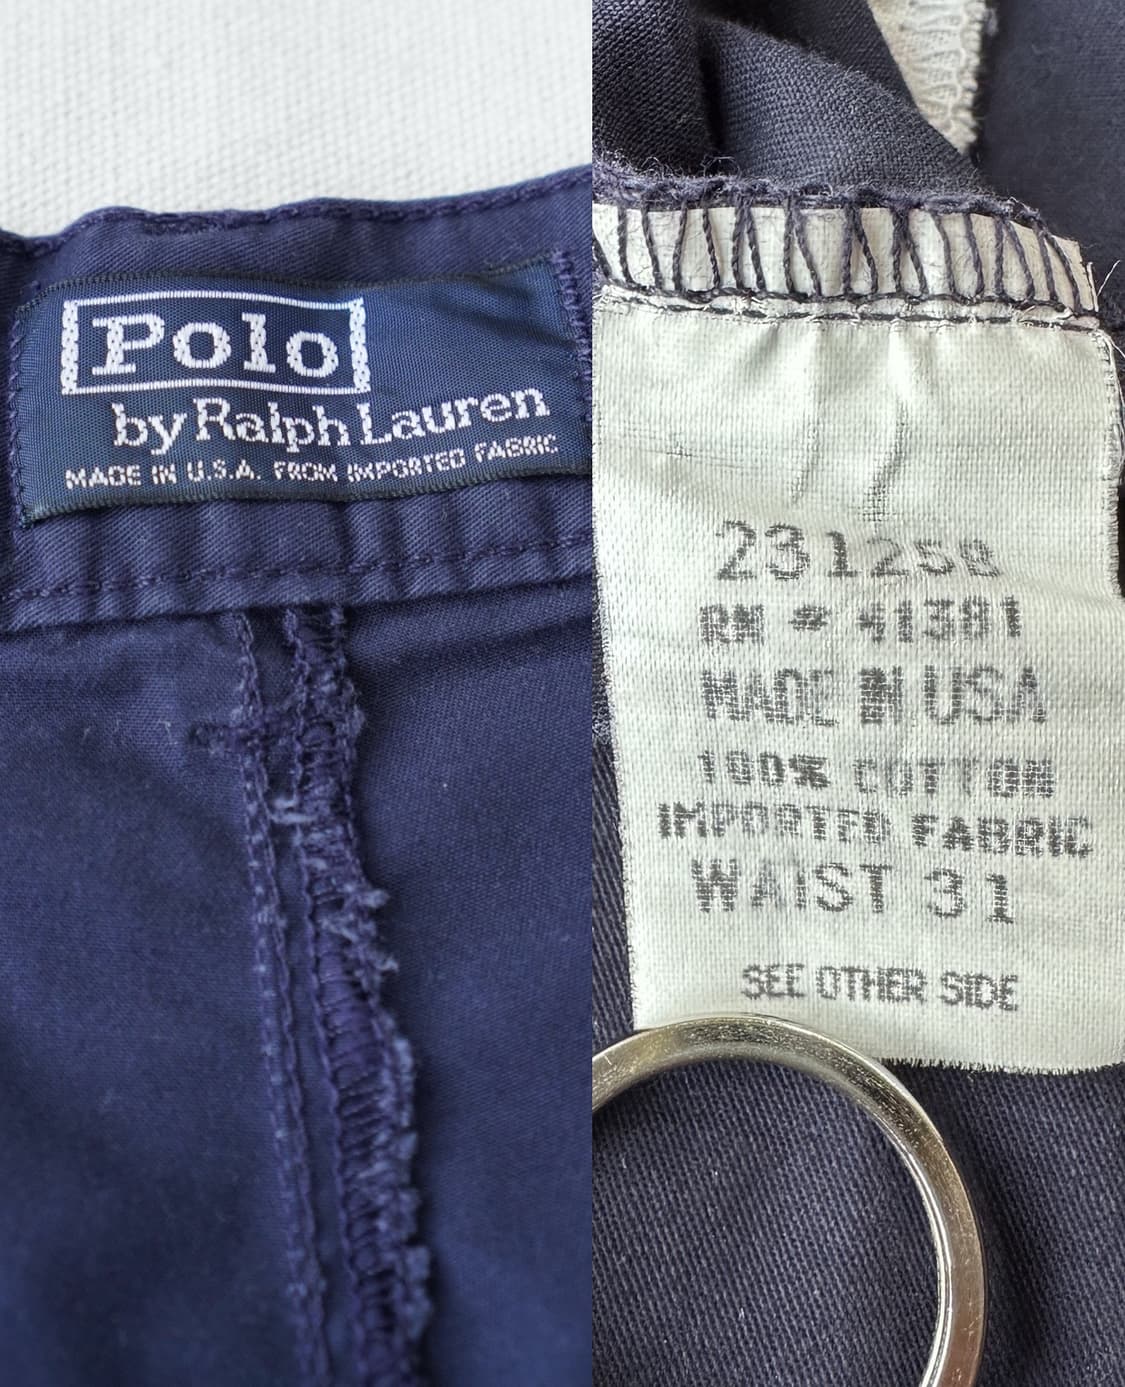 Polo
by Ralph Lauren
MADE IN U.S.A. FROM IMPORTED FABRIC
231258
RN # 41381
MADE IN USA
100% COTTON
IMPORTED FABRIC
WAIST 31
SEE OTHER SIDE